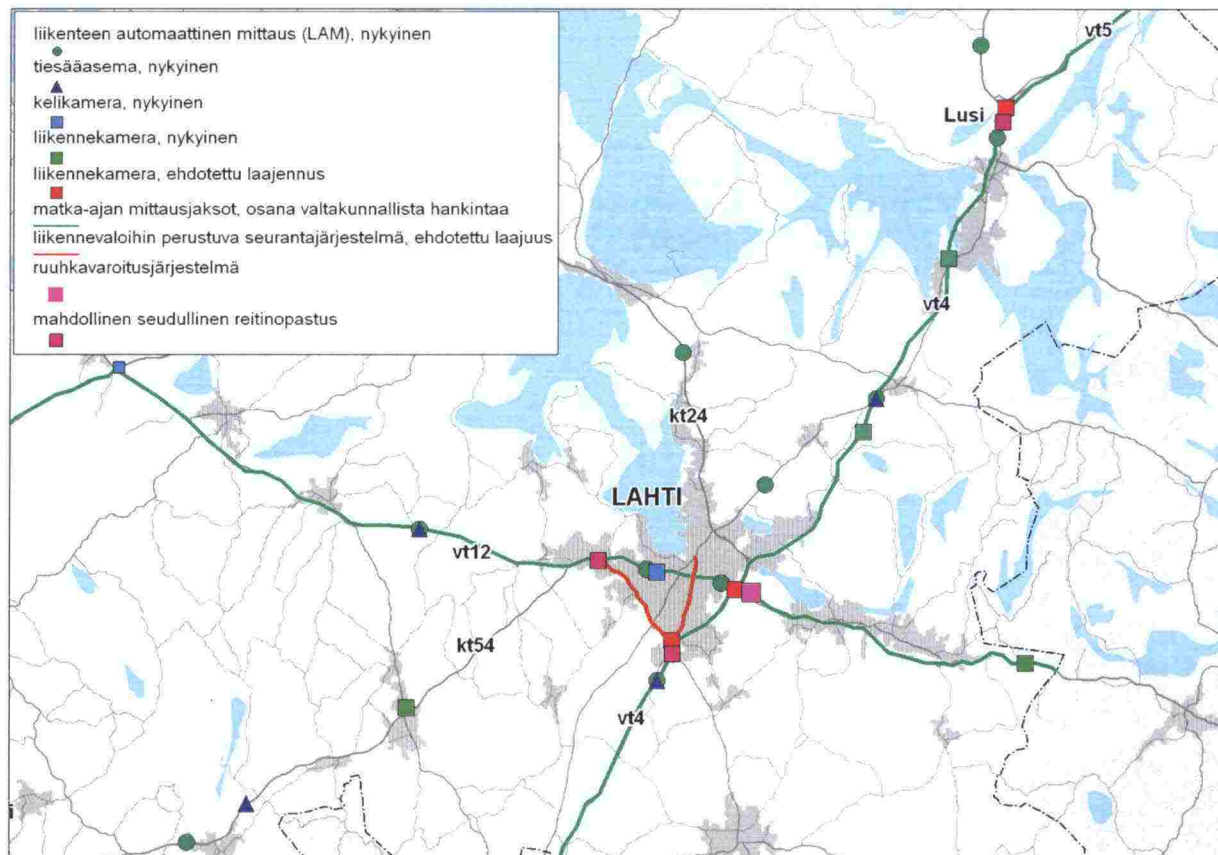 liikenteen automaattinen mittaus (LAM), nykyinen
tiesääasema, nykyinen
kelikamera, nykyinen
liikennekamera, nykyinen
liikennekamera, ehdotettu laajennus
matka-ajan mittausjaksot, osana valtakunnallista hankintaa
liikennevaloihin perustuva seurantajärjestelmä, ehdotettu laajuus
ruuhkavaroitusjärjestelmä
mahdollinen seudullinen reitinopastus
vt5
Lusi
vt4
kt24
LAHTI
vt12
kt54
vt4